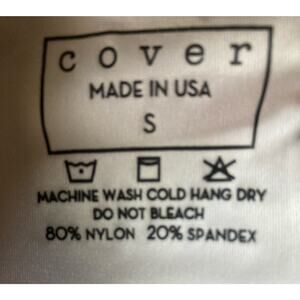 cover
MADE IN USA
S
MACHINE WASH COLD HANG DRY
DO NOT BLEACH
80% NYLON 20% SPANDEX